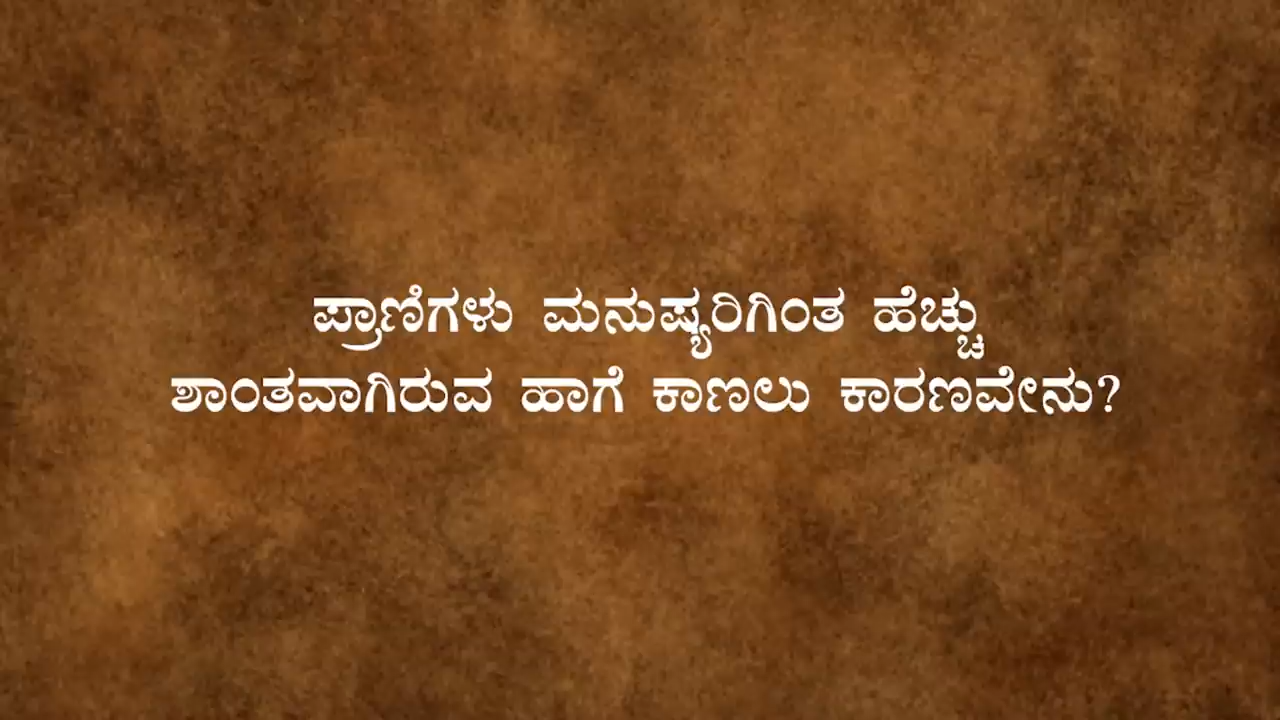 ಪ್ರಾಣಿಗಳು ಮನುಷ್ಯರಿಗಿಂತ ಹೆಚ್ಚು
ಶಾಂತವಾಗಿರುವ ಹಾಗೆ ಕಾಣಲು ಕಾರಣವೇನು?